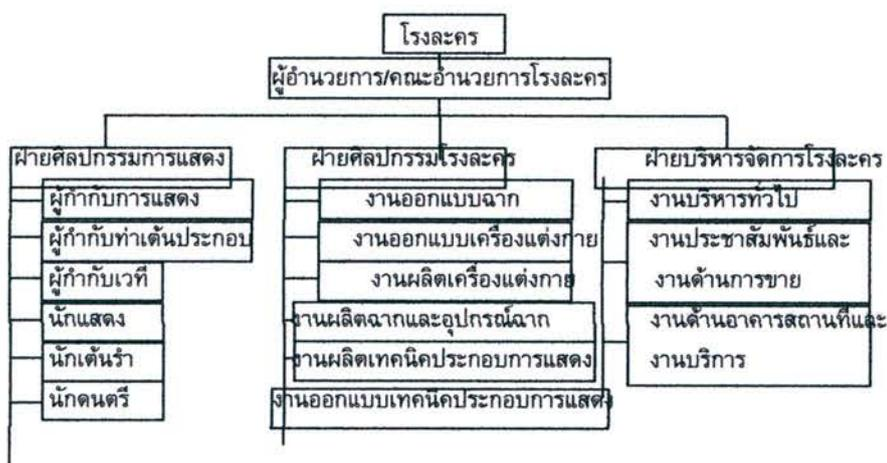 โรงละคร
ผู้อำนวยการ/คณะอำนวยการโรงละคร
ฝ่ายศิลปกรรมการแสดง
ผู้กำกับการแสดง
ผู้กำกับท่าเต้นประกอบ
ผู้กำกับเวที
นักแสดง
นักเต้นรำ
นักดนตรี
ฝ่ายศิลปกรรมโรงละคร
งานออกแบบฉาก
งานออกแบบเครื่องแต่งกาย
งานผลิตเครื่องแต่งกาย
งานผลิตฉากและอุปกรณ์ฉาก
งานผลิตเทคนิคประกอบการแสดง
งานออกแบบเทคนิคประกอบการแสดง
ฝ่ายบริหารจัดการโรงละคร
งานบริหารทั่วไป
งานประชาสัมพันธ์และ
งานด้านการขาย
งานด้านอาคารสถานที่และ
งานบริการ